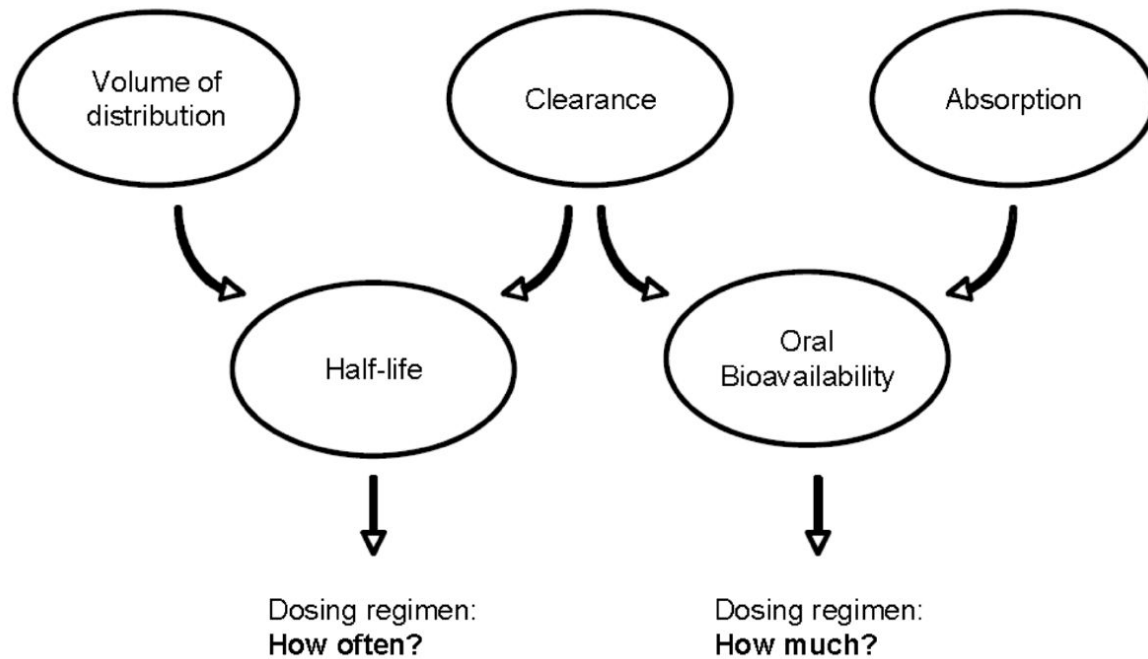 Volume of
distribution
Clearance
Absorption
Half-life
Oral
Bioavailability
Dosing regimen:
How often?
Dosing regimen:
How much?